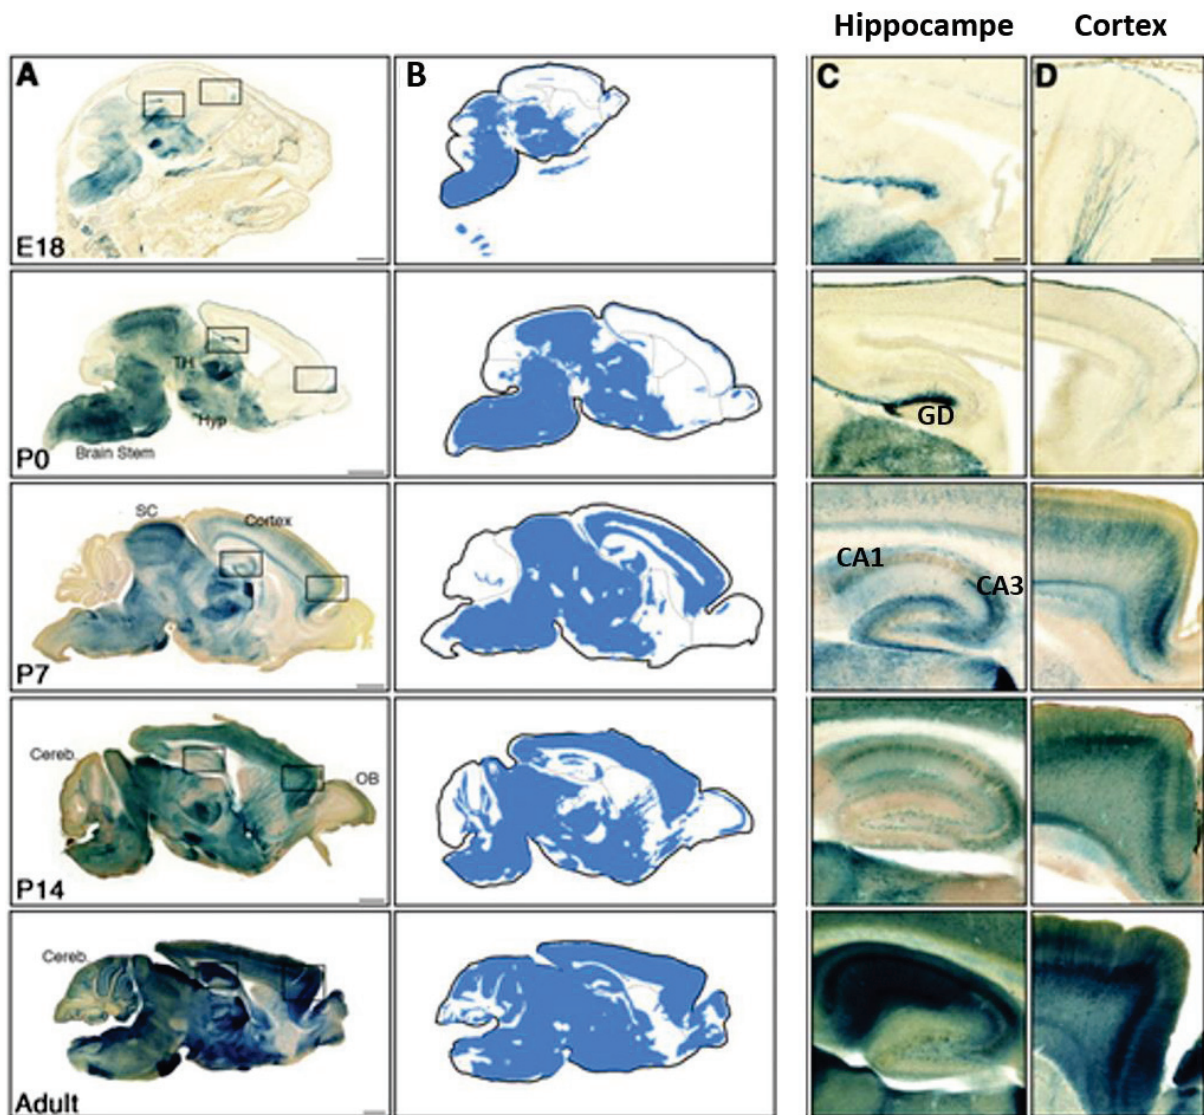 Hippocampe Cortex
A B C D
E18
TH
Hyp
Brain Stem
P0
GD
SC
Cortex
P7
CA1
CA3
Cereb.
OB
P14
Cereb.
Adult